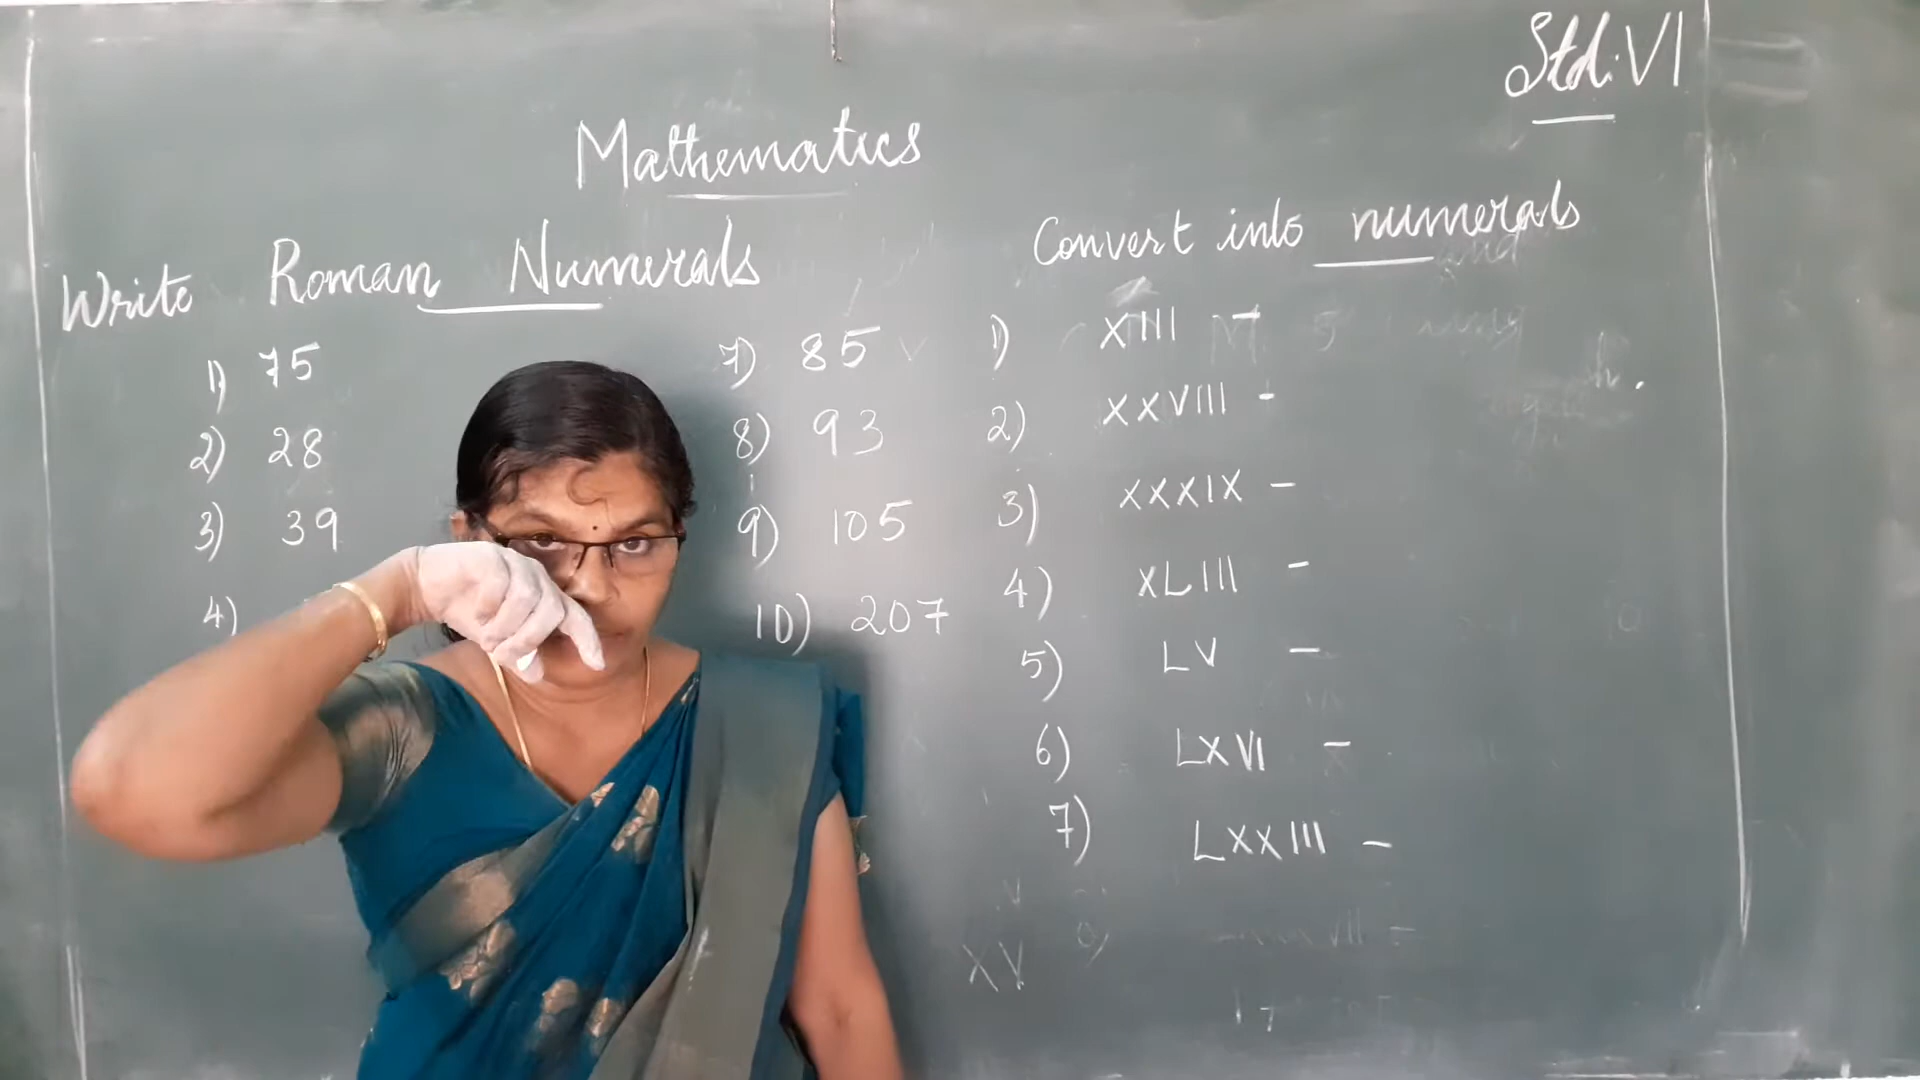 Std: VI
Mathematics
Write Roman Numerals
1) 75
2) 28
3) 39
4)
7) 85
8) 93
9) 105
10) 207
Convert into numerals
1) XIII -
2) XXVIII -
3) XXXIX -
4) XLIII -
5) LV -
6) LXVI -
7) LXXIII -
XV